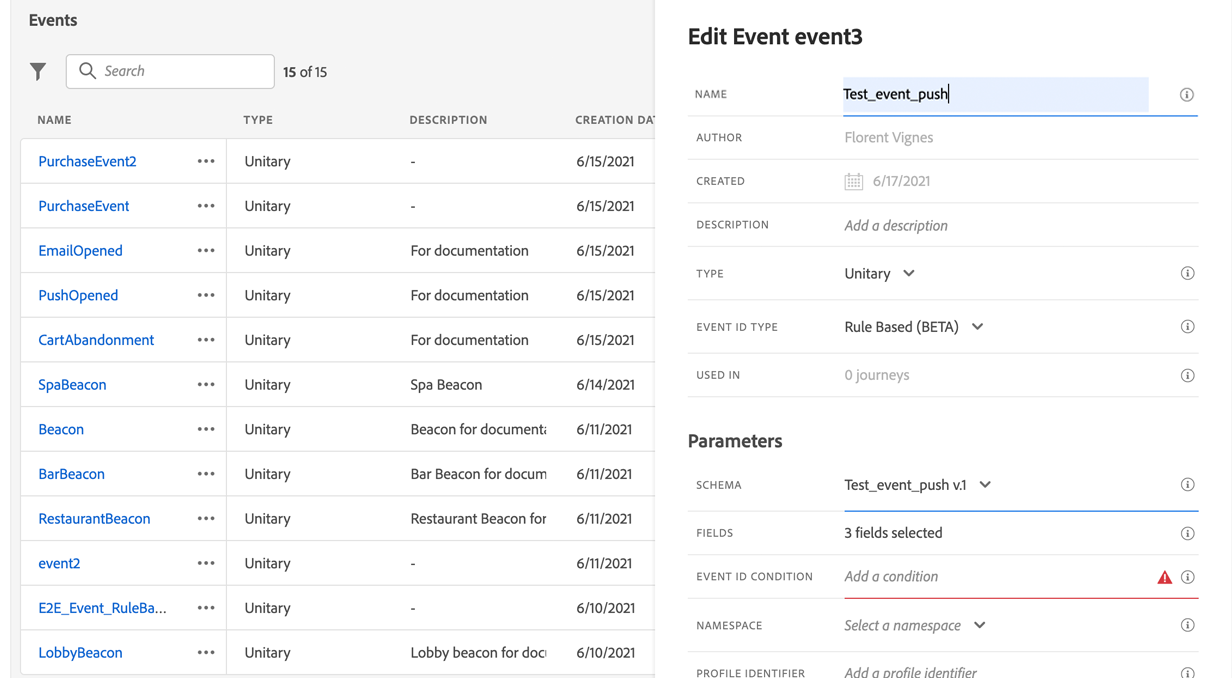 Events
Search
15 of 15
NAME TYPE DESCRIPTION CREATION DAT
PurchaseEvent2 ••• Unitary - 6/15/2021
PurchaseEvent ••• Unitary - 6/15/2021
EmailOpened ••• Unitary For documentation 6/15/2021
PushOpened ••• Unitary For documentation 6/15/2021
CartAbandonment ••• Unitary For documentation 6/15/2021
SpaBeacon ••• Unitary Spa Beacon 6/14/2021
Beacon ••• Unitary Beacon for documenta 6/11/2021
BarBeacon ••• Unitary Bar Beacon for docum 6/11/2021
RestaurantBeacon ••• Unitary Restaurant Beacon for 6/11/2021
event2 ••• Unitary - 6/11/2021
E2E_Event_RuleBa... ••• Unitary - 6/10/2021
LobbyBeacon ••• Unitary Lobby beacon for doc 6/10/2021
Edit Event event3
NAME Test_event_push
AUTHOR Florent Vignes
CREATED 6/17/2021
DESCRIPTION Add a description
TYPE Unitary
EVENT ID TYPE Rule Based (BETA)
USED IN 0 journeys
Parameters
SCHEMA Test_event_push v.1
FIELDS 3 fields selected
EVENT ID CONDITION Add a condition
NAMESPACE Select a namespace
PROFILE IDENTIFIER Add a profile identifier